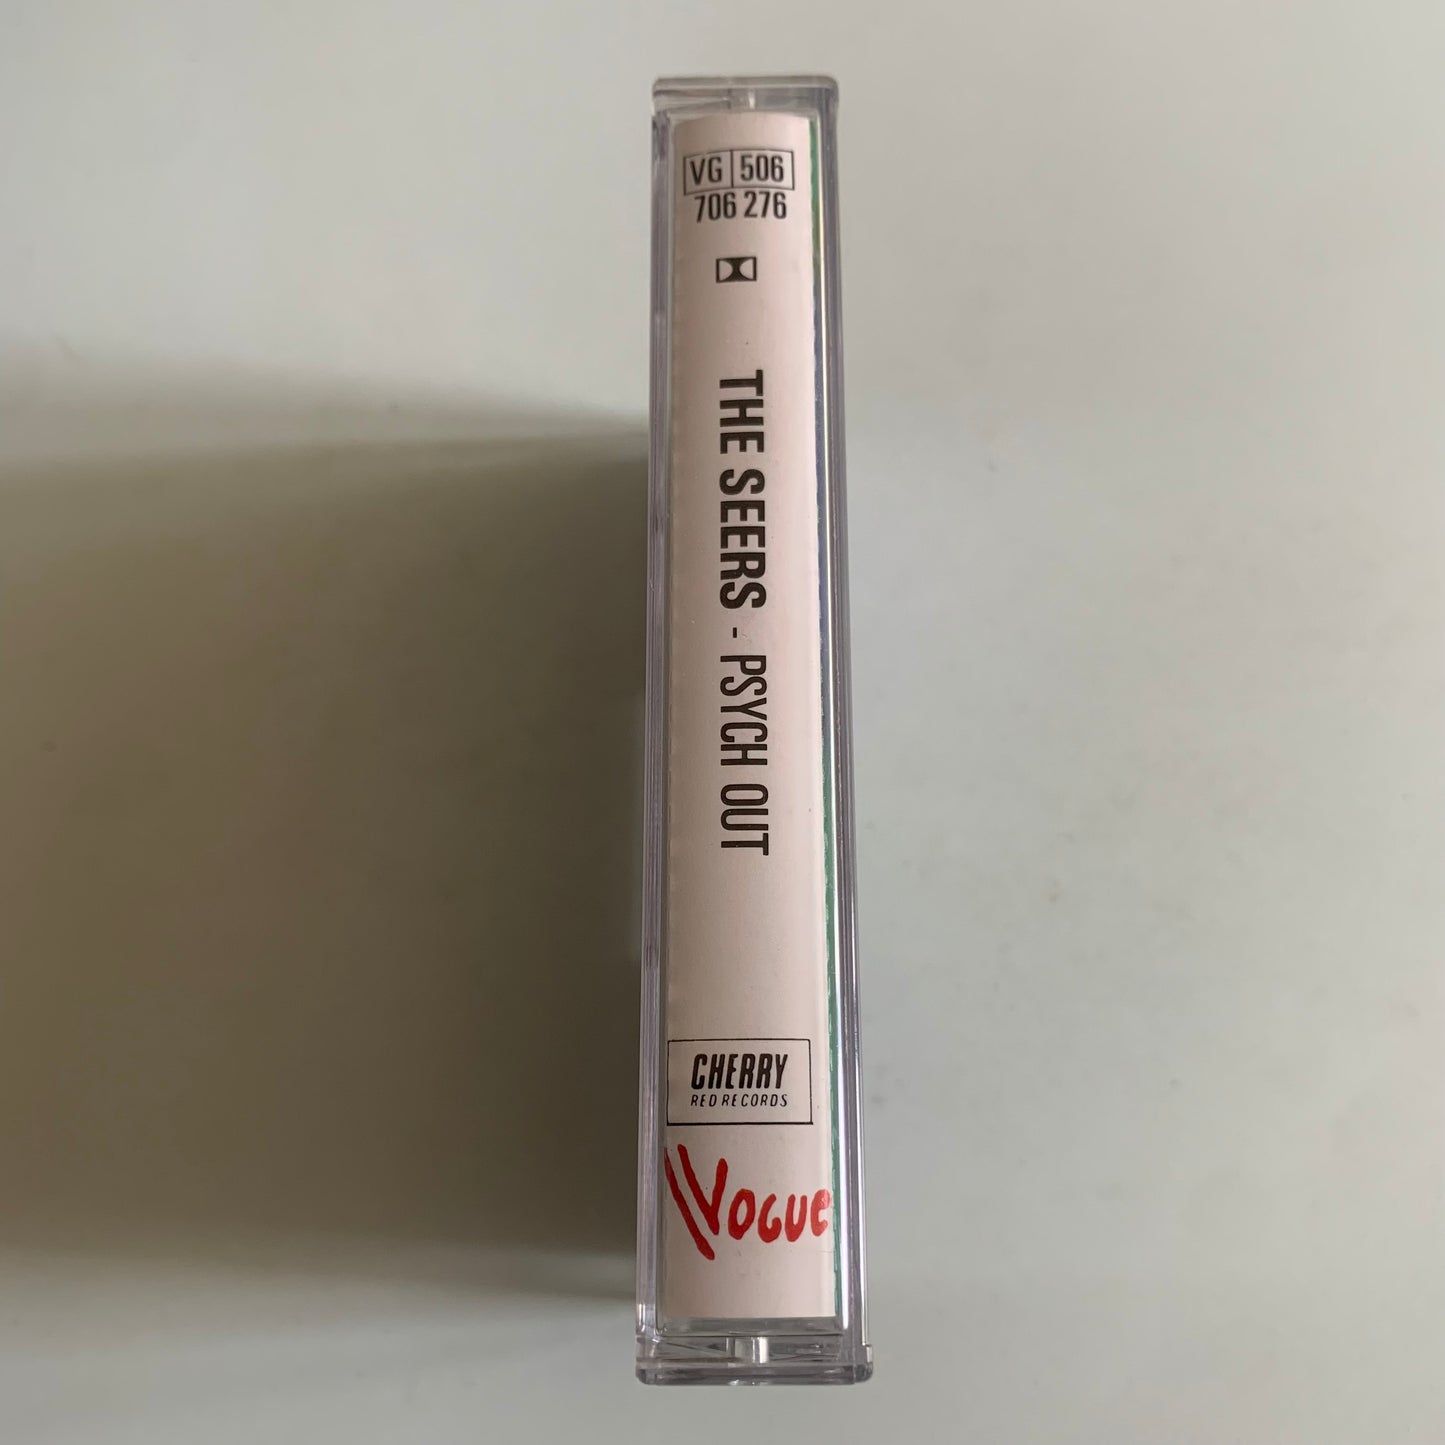 VG 506
706 276
THE SEERS - PSYCH OUT
CHERRY
RED RECORDS
VOGUE